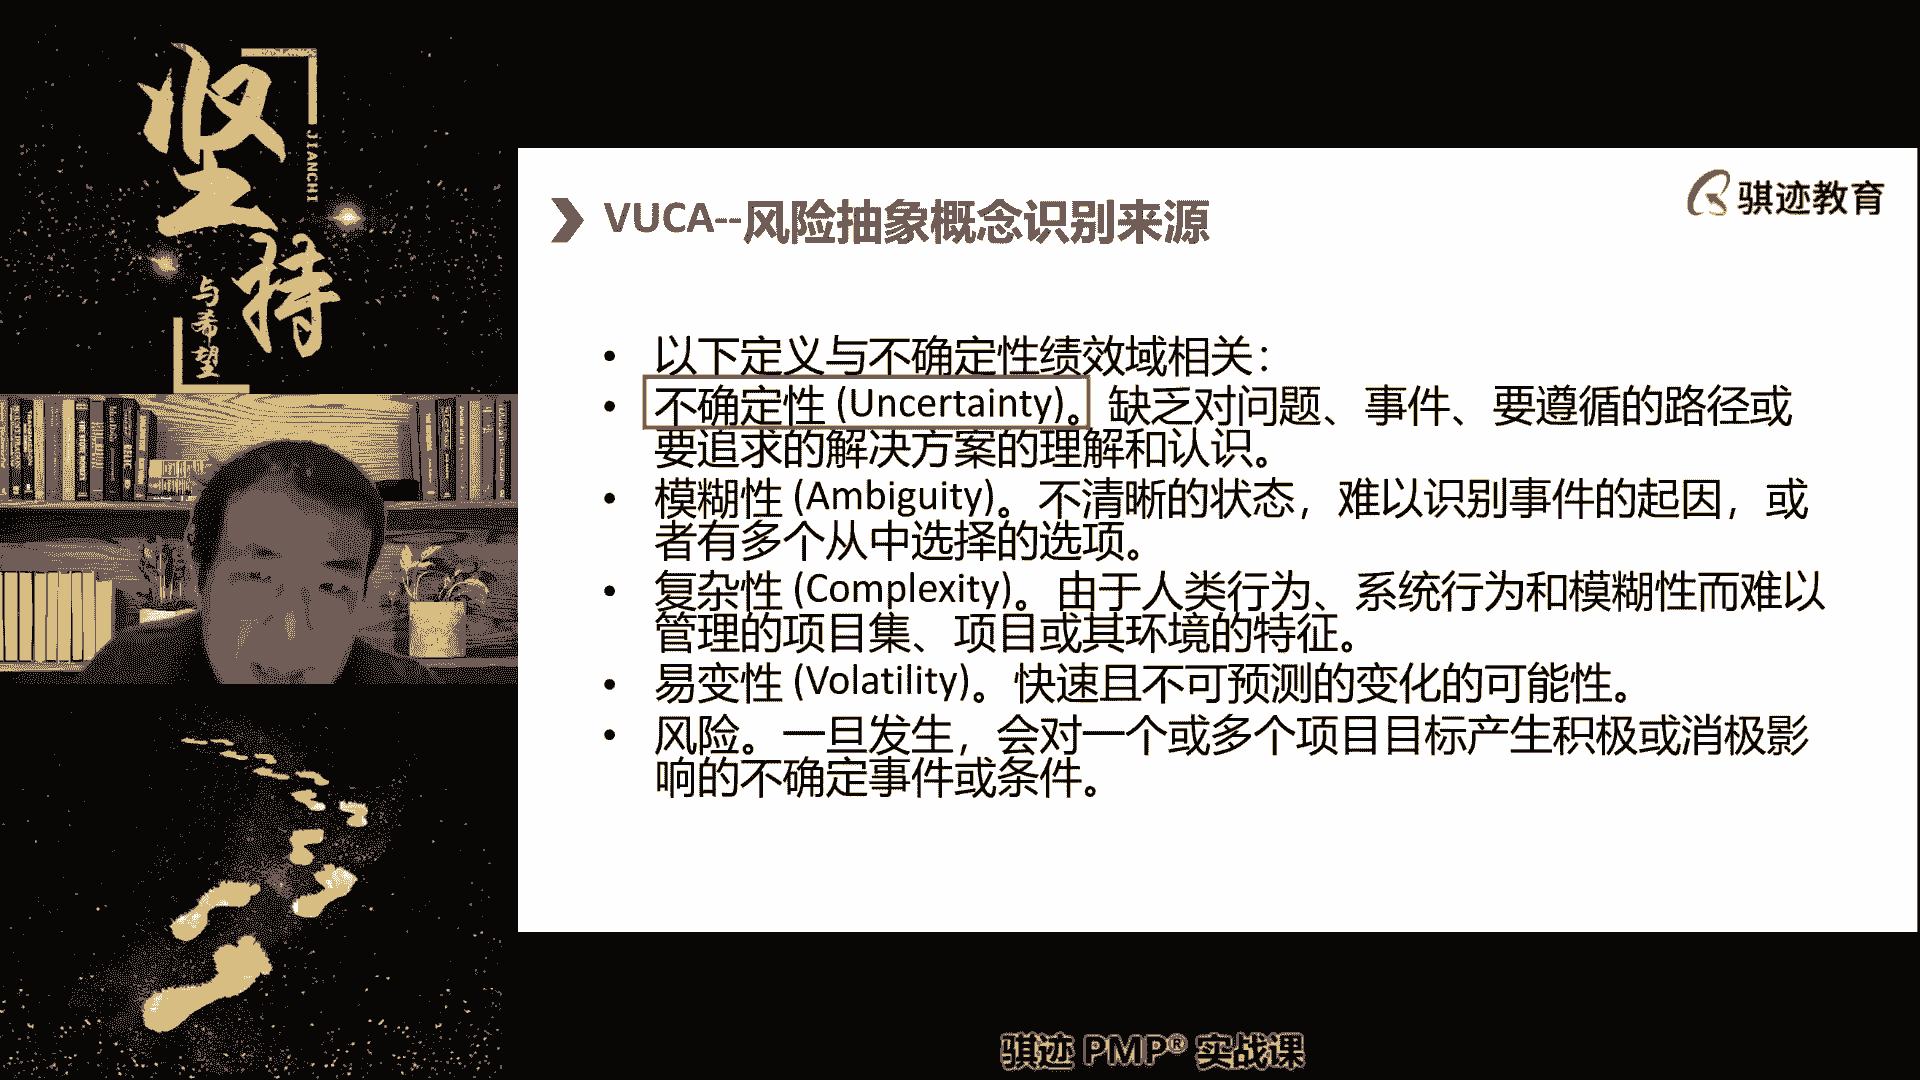 坚持
JIANCHI
与希望
骐迹教育
VUCA--风险抽象概念识别来源
• 以下定义与不确定性绩效域相关：
• 不确定性 (Uncertainty)。缺乏对问题、事件、要遵循的路径或
要追求的解决方案的理解和认识。
• 模糊性 (Ambiguity)。不清晰的状态，难以识别事件的起因，或
者有多个从中选择的选项。
• 复杂性 (Complexity)。由于人类行为、系统行为和模糊性而难以
管理的项目集、项目或其环境的特征。
• 易变性 (Volatility)。快速且不可预测的变化的可能性。
• 风险。一旦发生，会对一个或多个项目目标产生积极或消极影
响的不确定事件或条件。
骐迹 PMP® 实战课